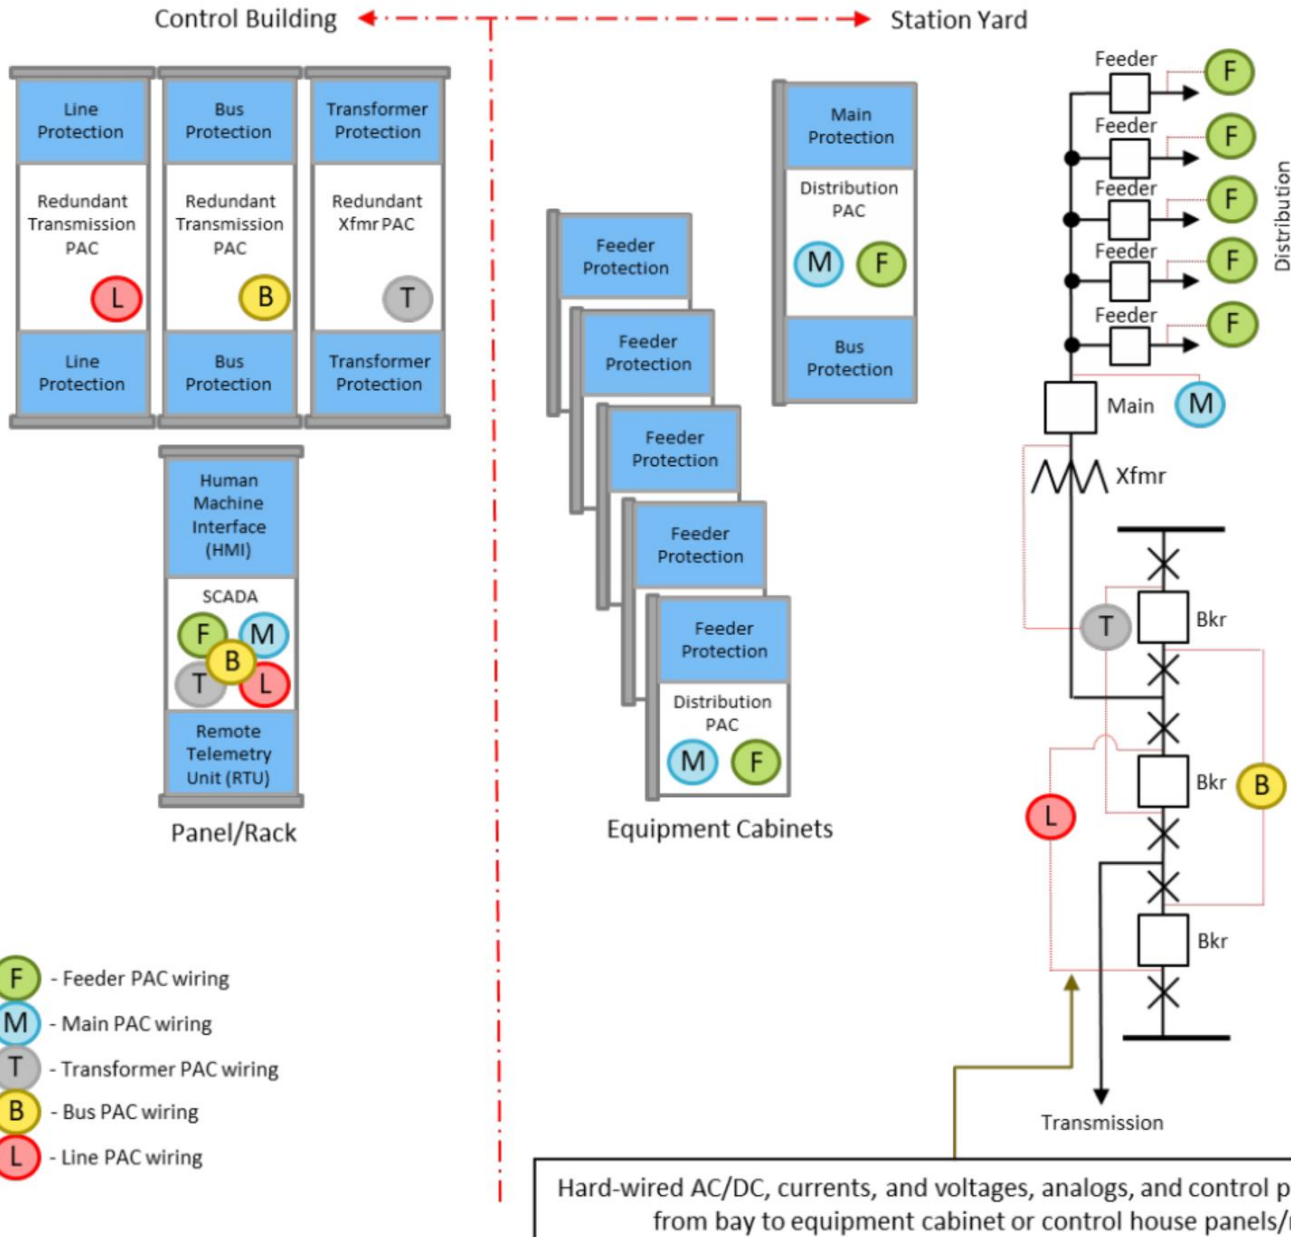 Control Building
Station Yard
Line
Protection
Redundant
Transmission
PAC
L
Line
Protection
Bus
Protection
Redundant
Transmission
PAC
B
Bus
Protection
Transformer
Protection
Redundant
Xfmr PAC
T
Transformer
Protection
Human
Machine
Interface
(HMI)
SCADA
F M
B
T L
Remote
Telemetry
Unit (RTU)
Panel/Rack
Feeder
Protection
Feeder
Protection
Feeder
Protection
Feeder
Protection
Feeder
Protection
Distribution
PAC
M F
Main
Protection
Distribution
PAC
M F
Bus
Protection
Equipment Cabinets
Feeder
F
Feeder
F
Feeder
F
Feeder
F
Feeder
F
Distribution
Main
M
Xfmr
T
Bkr
Bkr
B
L
Bkr
Transmission
F - Feeder PAC wiring
M - Main PAC wiring
T - Transformer PAC wiring
B - Bus PAC wiring
L - Line PAC wiring
Hard-wired AC/DC, currents, and voltages, analogs, and control
from bay to equipment cabinet or control house